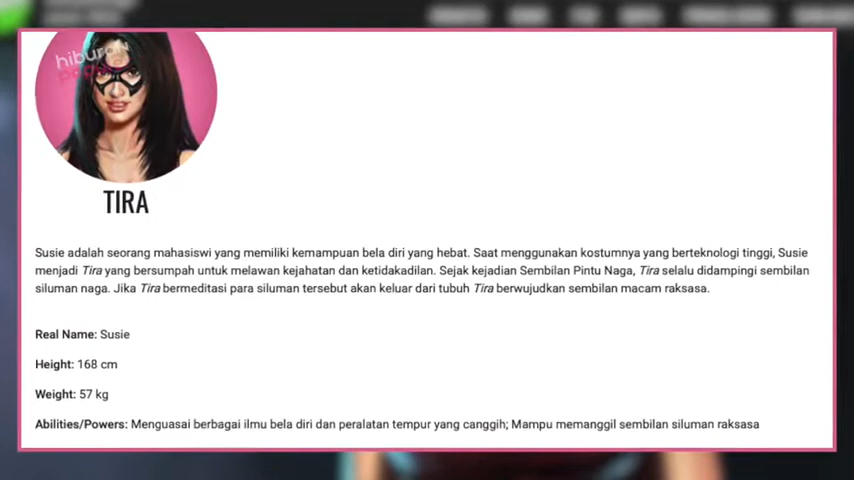 hiburan
TIRA
Susie adalah seorang mahasiswi yang memiliki kemampuan bela diri yang hebat. Saat menggunakan kostumnya yang berteknologi tinggi, Susie
menjadi Tira yang bersumpah untuk melawan kejahatan dan ketidakadilan. Sejak kejadian Sembilan Pintu Naga, Tira selalu didampingi sembilan
siluman naga. Jika Tira bermeditasi para siluman tersebut akan keluar dari tubuh Tira berwujudkan sembilan macam raksasa.
Real Name: Susie
Height: 168 cm
Weight: 57 kg
Abilities/Powers: Menguasai berbagai ilmu bela diri dan peralatan tempur yang canggih; Mampu memanggil sembilan siluman raksasa